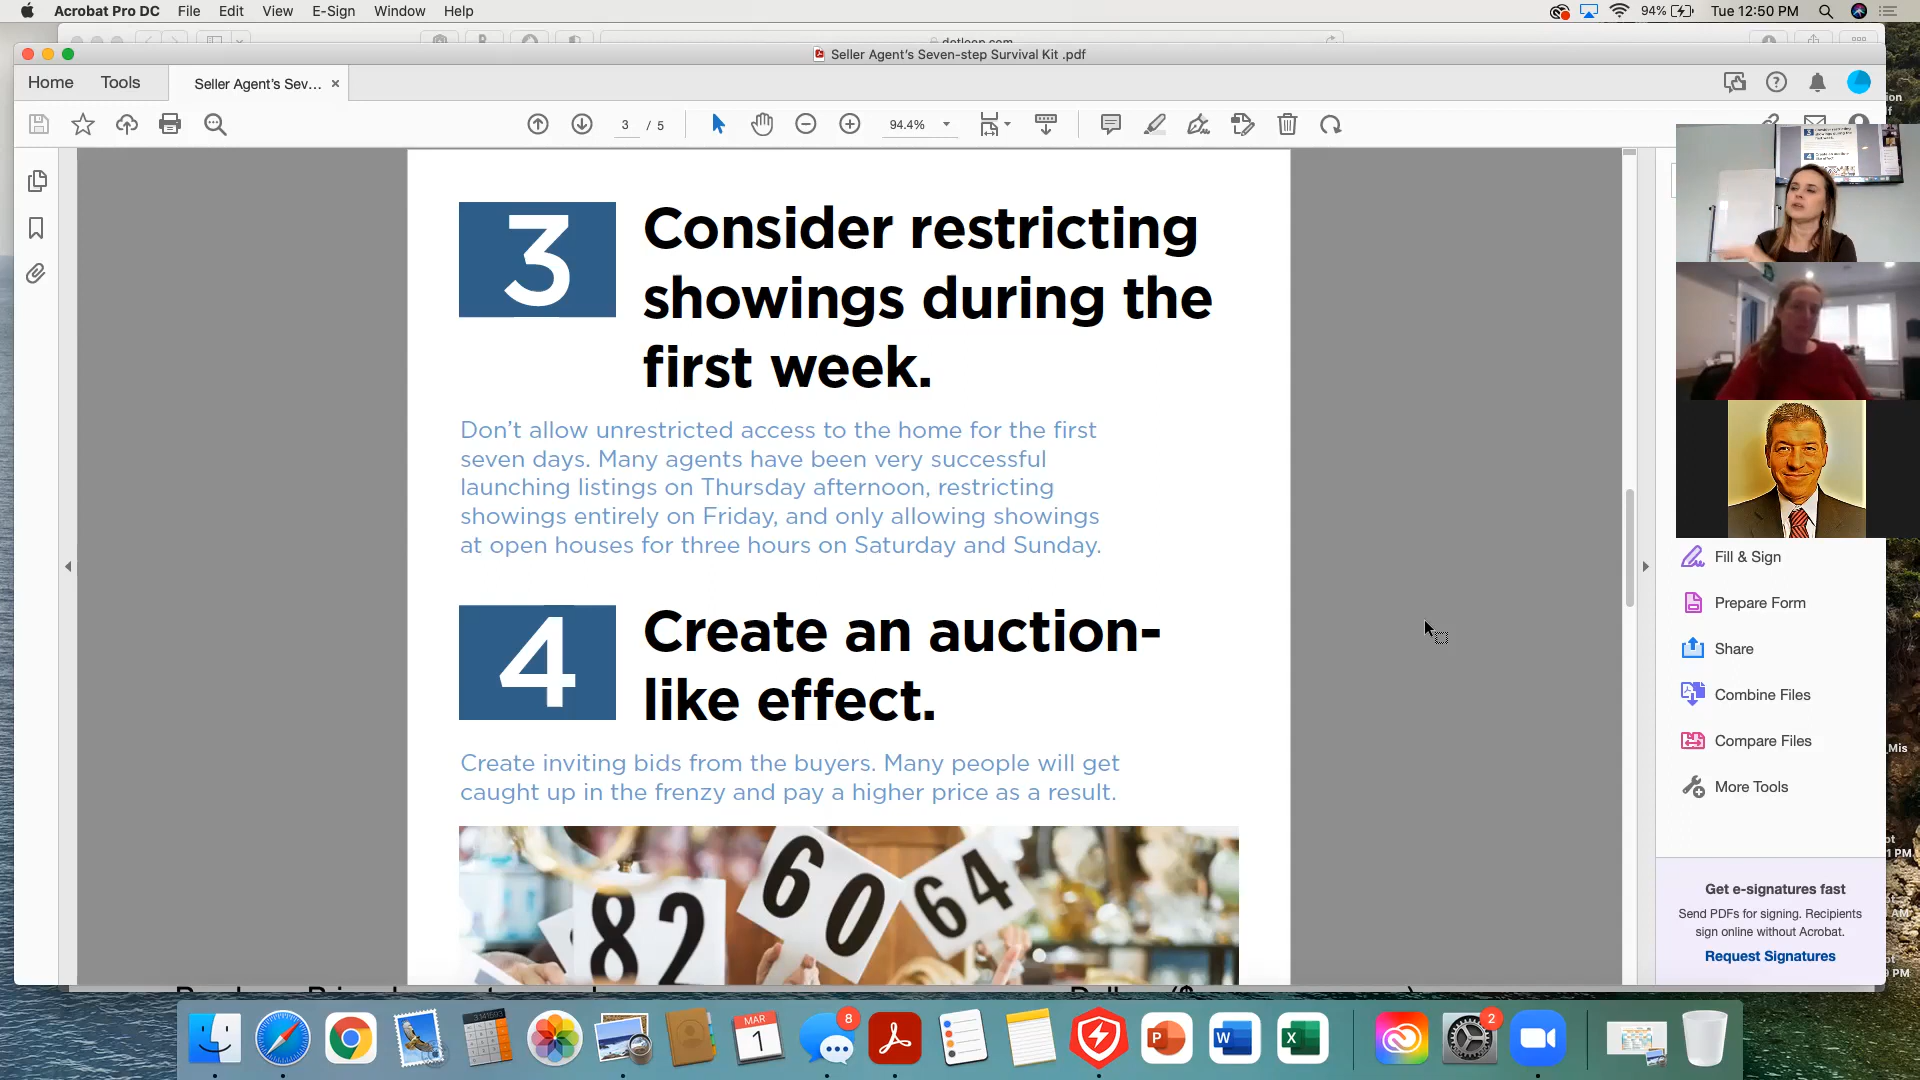 Acrobat Pro DC File Edit View E-Sign Window Help
94% Tue 12:50 PM
dotloop.com
Seller Agent's Seven-step Survival Kit .pdf
Home Tools Seller Agent's Sev... ×
3 / 5 94.4%
3 Consider restricting
showings during the
first week.
Don't allow unrestricted access to the home for the first
seven days. Many agents have been very successful
launching listings on Thursday afternoon, restricting
showings entirely on Friday, and only allowing showings
at open houses for three hours on Saturday and Sunday.
4 Create an auction-
like effect.
Create inviting bids from the buyers. Many people will get
caught up in the frenzy and pay a higher price as a result.
82 60 64
Fill & Sign
Prepare Form
Share
Combine Files
Compare Files
More Tools
Get e-signatures fast
Send PDFs for signing. Recipients
sign online without Acrobat.
Request Signatures
MAR
1
8
2